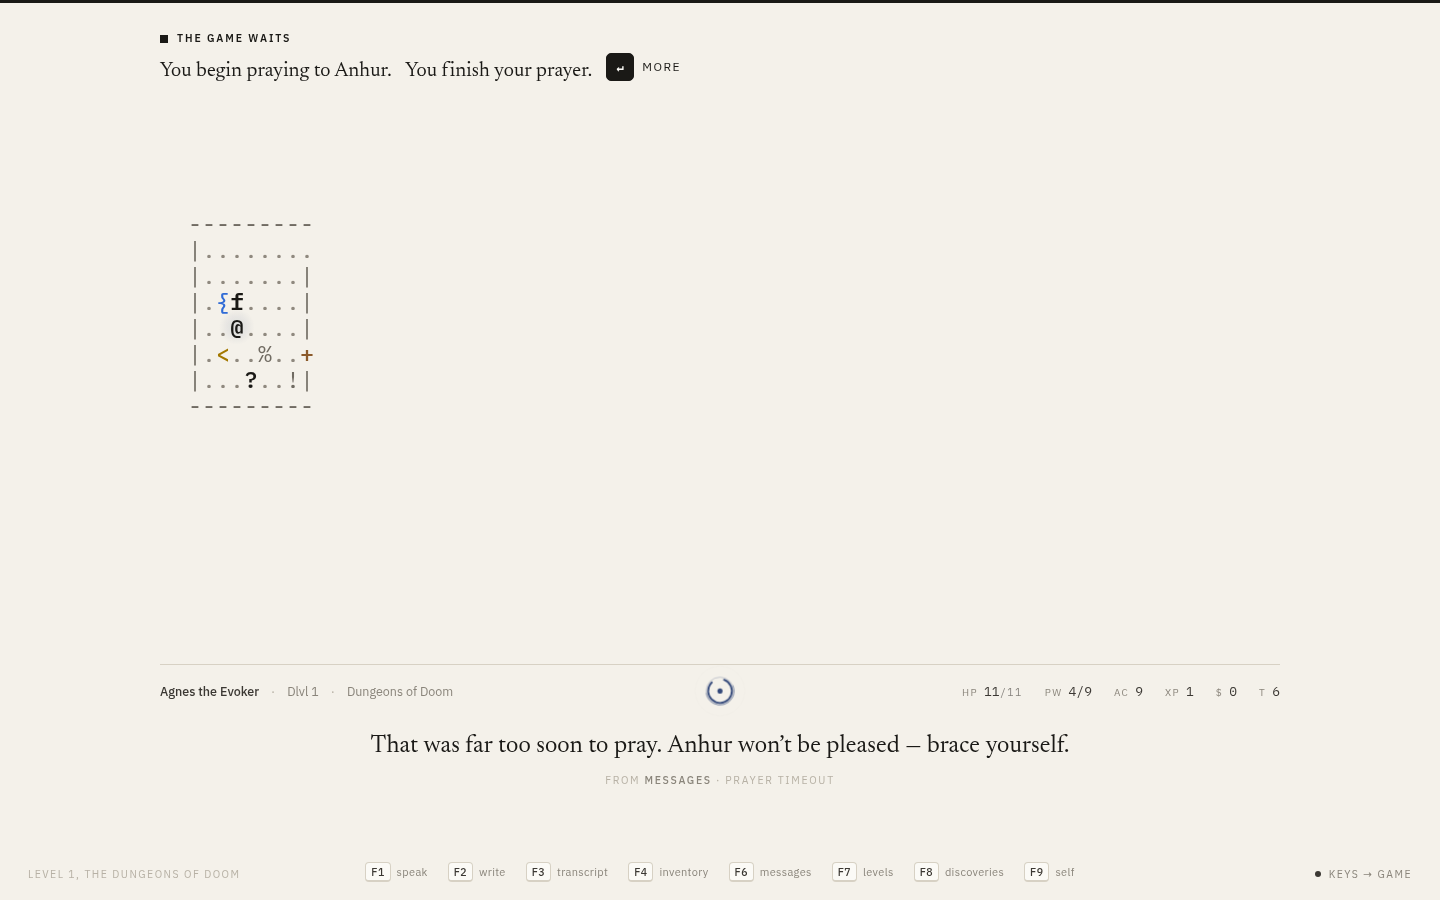 THE GAME WAITS
You begin praying to Anhur. You finish your prayer. ↵ MORE
---------
|........
|.......|
|.{f....|
|..@....|
|.<..%..+
|...?..!|
---------
Agnes the Evoker · Dlvl 1 · Dungeons of Doom HP 11/11 PW 4/9 AC 9 XP 1 $ 0 T 6
That was far too soon to pray. Anhur won’t be pleased — brace yourself.
FROM MESSAGES · PRAYER TIMEOUT
LEVEL 1, THE DUNGEONS OF DOOM F1 speak F2 write F3 transcript F4 inventory F6 messages F7 levels F8 discoveries F9 self KEYS → GAME